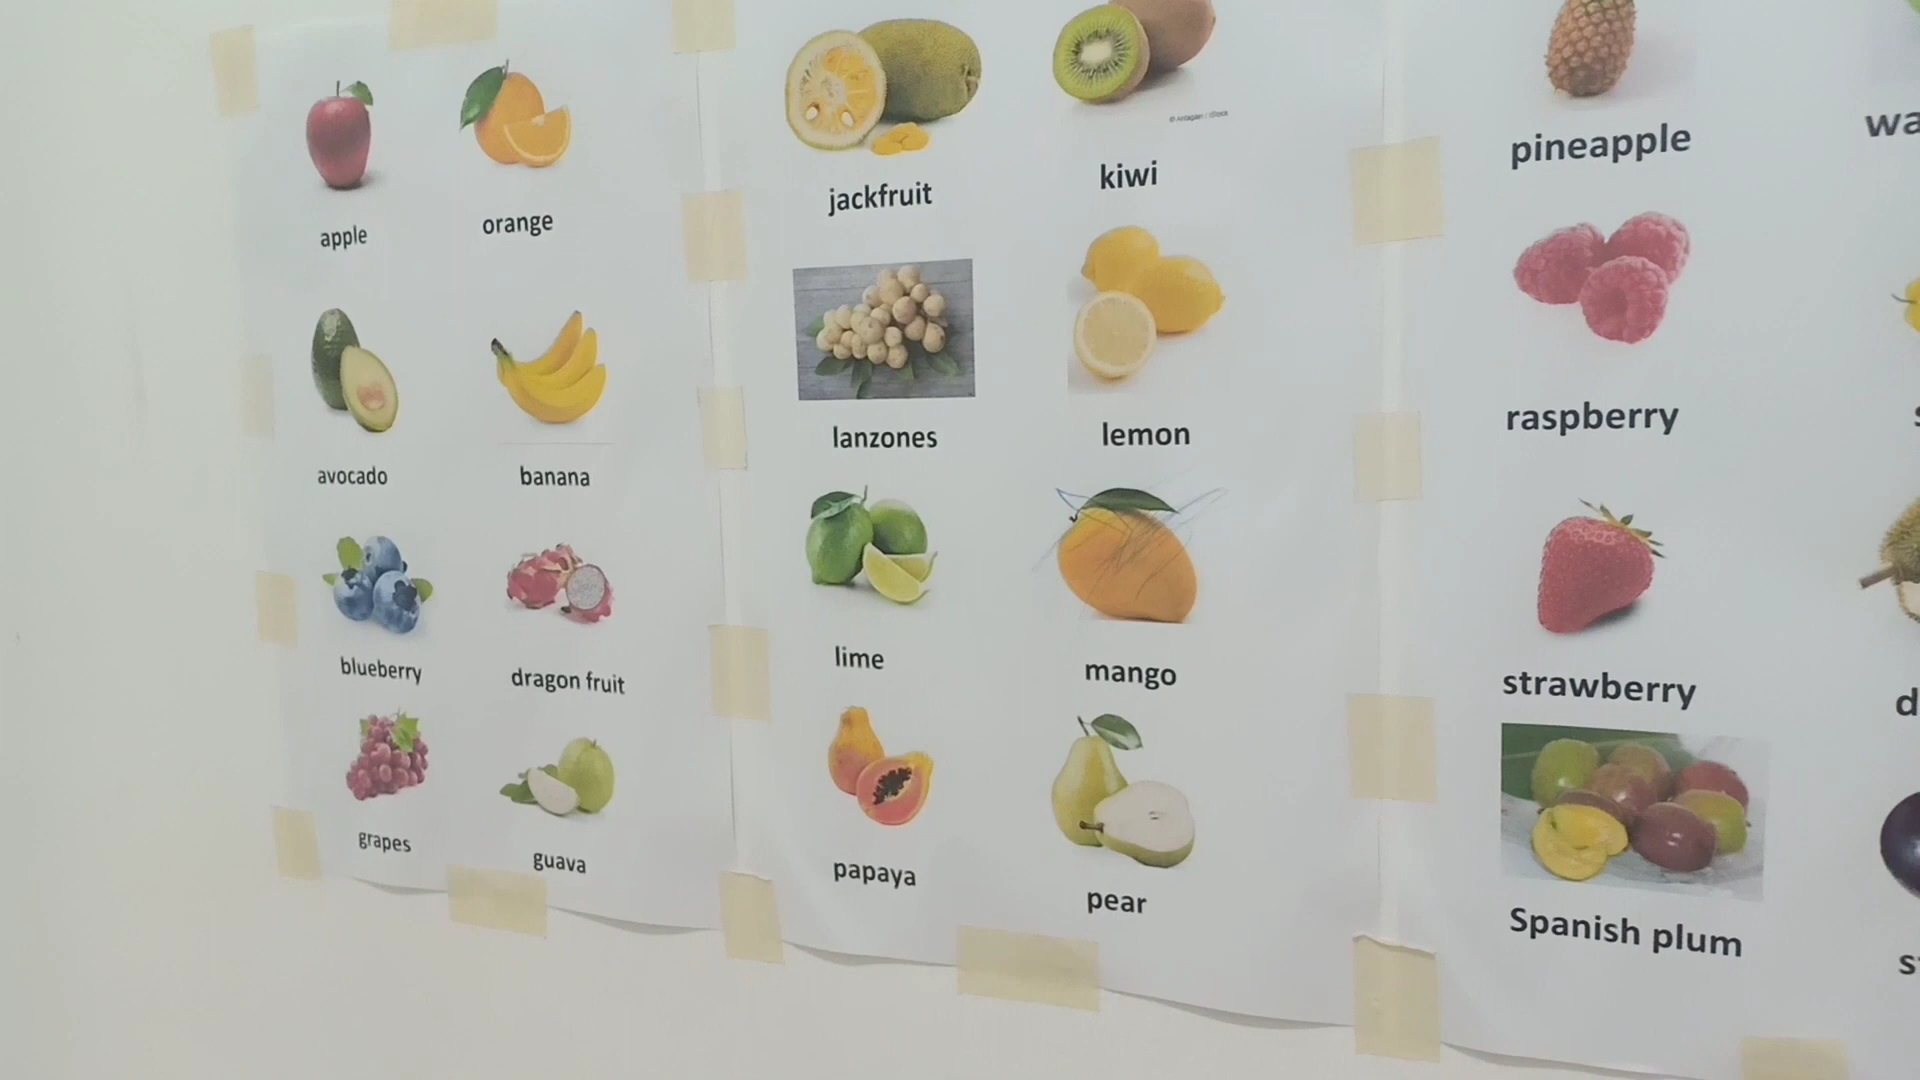 apple
orange
avocado
banana
blueberry
dragon fruit
grapes
guava
jackfruit
kiwi
lanzones
lemon
lime
mango
papaya
pear
pineapple
wa
raspberry
strawberry
d
Spanish plum